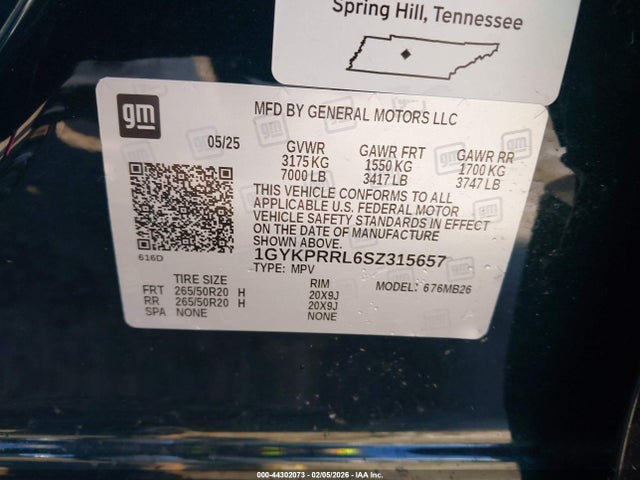 Spring Hill, Tennessee
gm
MFD BY GENERAL MOTORS LLC
05/25 GVWR GAWR FRT GAWR RR
3175 KG 1550 KG 1700 KG
7000 LB 3417 LB 3747 LB
THIS VEHICLE CONFORMS TO ALL
APPLICABLE U.S. FEDERAL MOTOR
VEHICLE SAFETY STANDARDS IN EFFECT
ON THE DATE OF MANUFACTURE
SHOWN ABOVE.
616D
1GYKPRRL6SZ315657
TYPE: MPV MODEL: 676MB26
TIRE SIZE RIM
FRT 265/50R20 H 20X9J
RR 265/50R20 H 20X9J
SPA NONE NONE
000-44302073 - 02/05/2026 - IAA Inc.